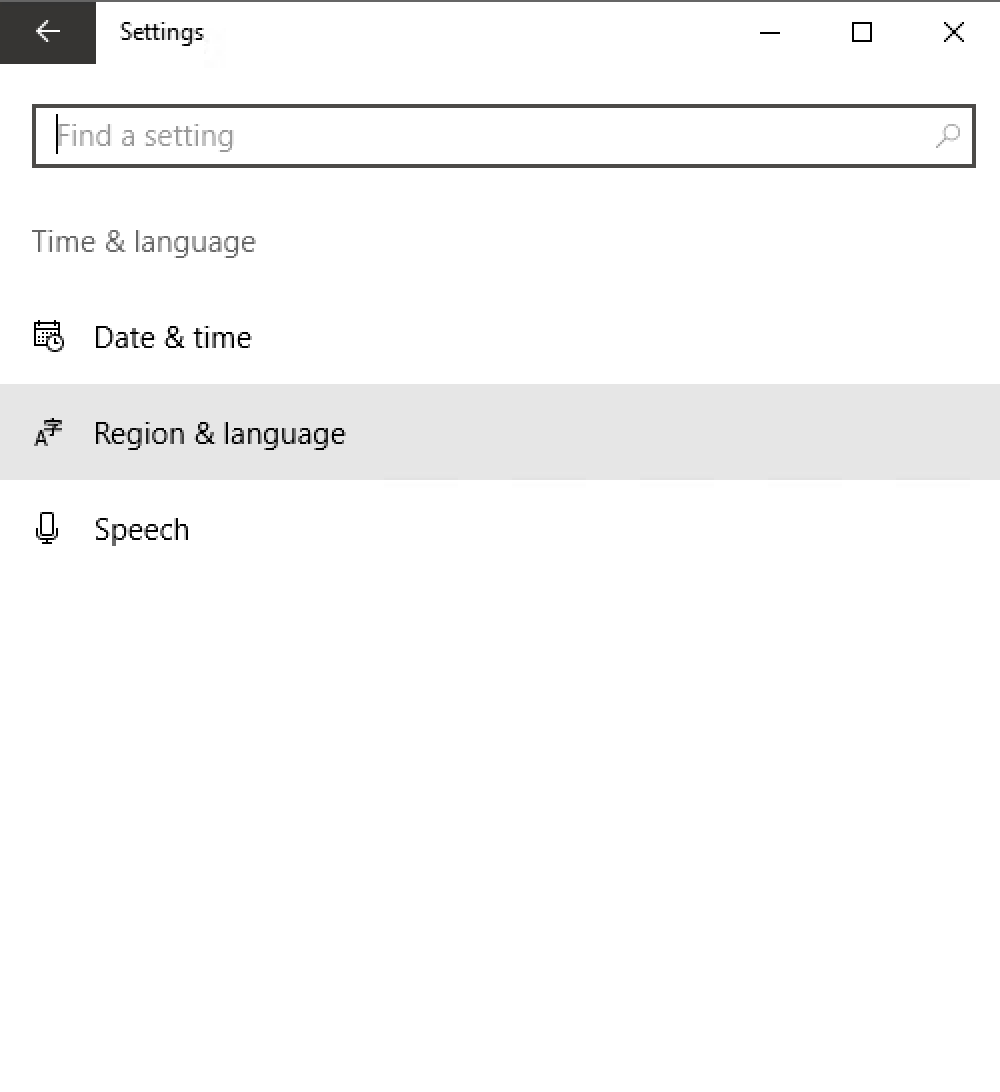 Settings
Find a setting
Time & language
Date & time
Region & language
Speech